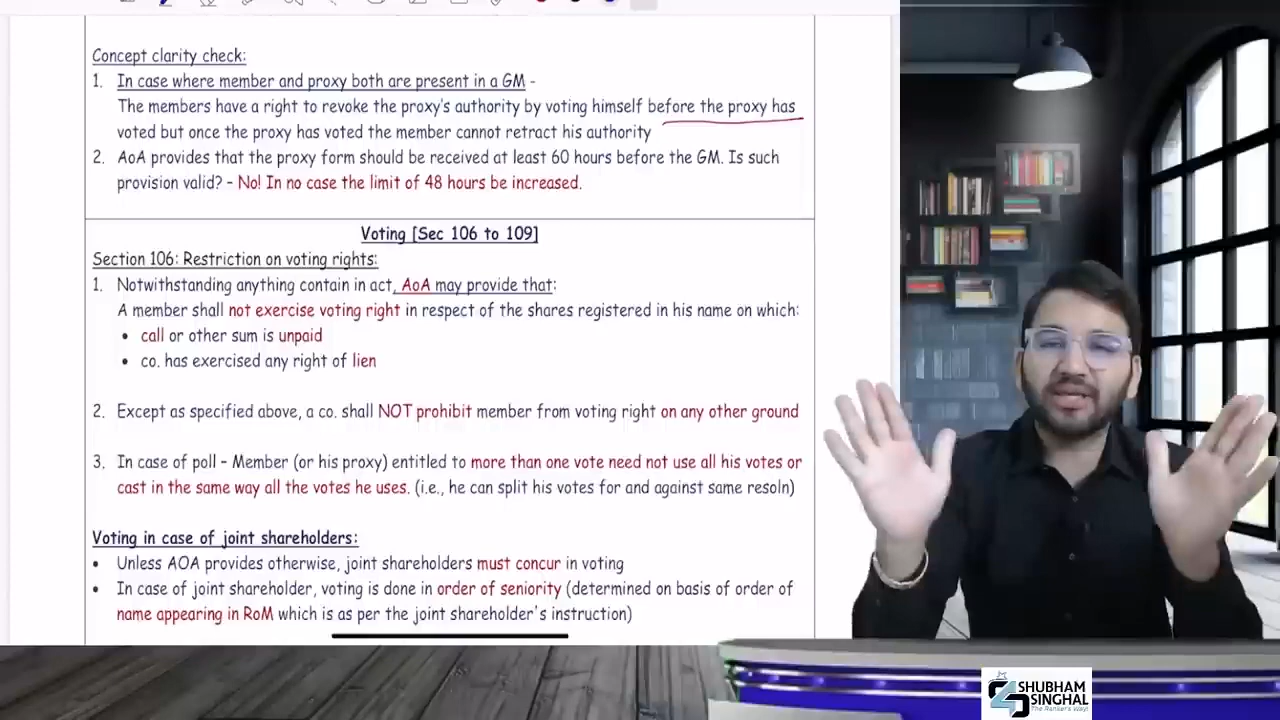 Concept clarity check:
1. In case where member and proxy both are present in a GM -
The members have a right to revoke the proxy's authority by voting himself before the proxy has
voted but once the proxy has voted the member cannot retract his authority
2. AoA provides that the proxy form should be received at least 60 hours before the GM. Is such
provision valid? – No! In no case the limit of 48 hours be increased.
Voting [Sec 106 to 109]
Section 106: Restriction on voting rights:
1. Notwithstanding anything contain in act, AoA may provide that:
A member shall not exercise voting right in respect of the shares registered in his name on which:
• call or other sum is unpaid
• co. has exercised any right of lien
2. Except as specified above, a co. shall NOT prohibit member from voting right on any other ground
3. In case of poll – Member (or his proxy) entitled to more than one vote need not use all his votes or
cast in the same way all the votes he uses. (i.e., he can split his votes for and against same resoln)
Voting in case of joint shareholders:
• Unless AOA provides otherwise, joint shareholders must concur in voting
• In case of joint shareholder, voting is done in order of seniority (determined on basis of order of
name appearing in RoM which is as per the joint shareholder's instruction)
SHUBHAM
SINGHAL
The Rankers Way!